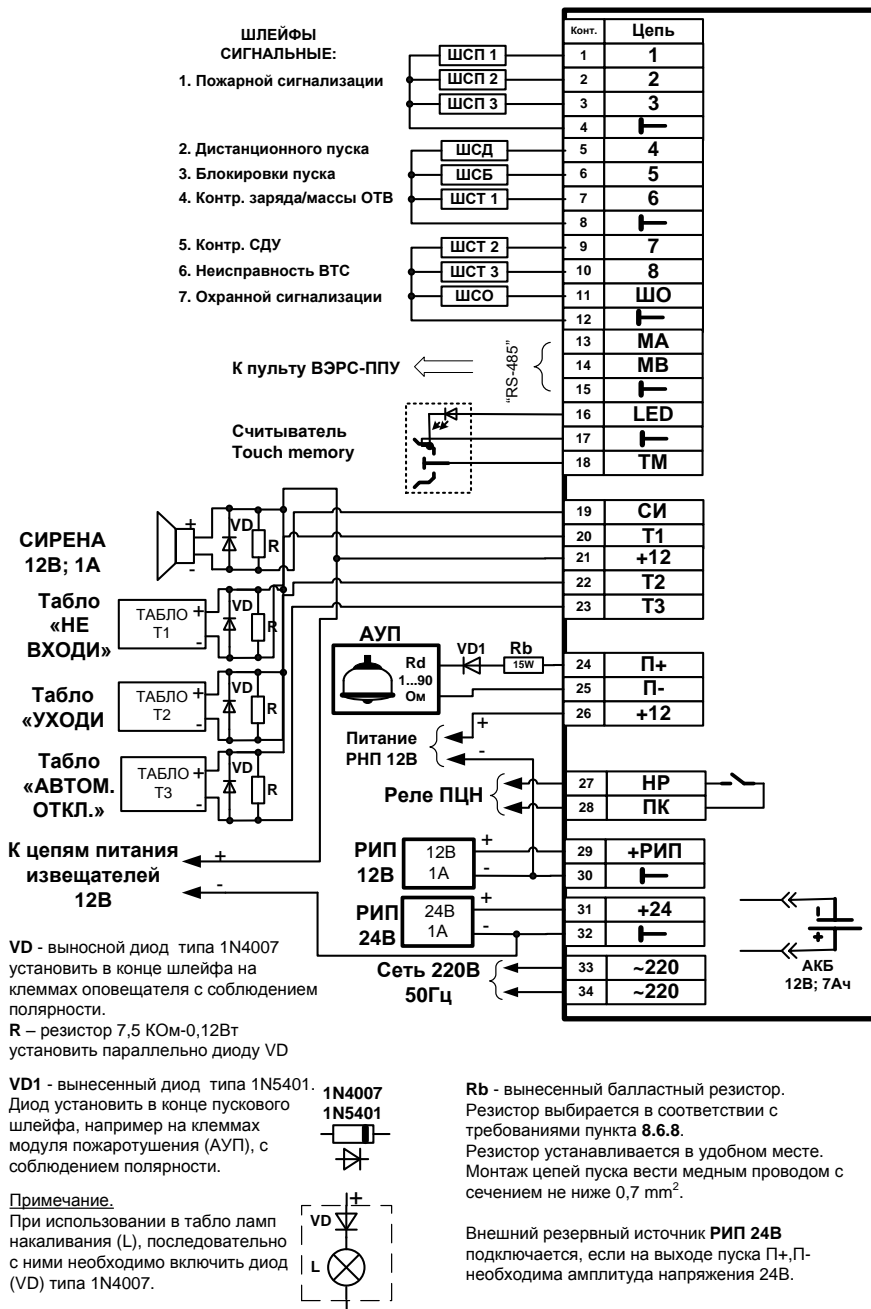 ШЛЕЙФЫ
СИГНАЛЬНЫЕ:
1. Пожарной сигнализации
ШСП 1
ШСП 2
ШСП 3
2. Дистанционного пуска
3. Блокировки пуска
4. Контр. заряда/массы ОТВ
ШСД
ШСБ
ШСТ 1
5. Контр. СДУ
6. Неисправность ВТС
7. Охранной сигнализации
ШСТ 2
ШСТ 3
ШСО
К пульту ВЭРС-ППУ
"RS-485"
Считыватель
Touch memory
Конт. Цепь
1 1
2 2
3 3
4
5 4
6 5
7 6
8
9 7
10 8
11 ШО
12
13 МА
14 МВ
15
16 LED
17
18 ТМ
19 СИ
20 Т1
21 +12
22 Т2
23 Т3
24 П+
25 П-
26 +12
27 НР
28 ПК
29 +РИП
30
31 +24
32
33 ~220
34 ~220
СИРЕНА
12В; 1А
+
-
VD
R
Табло
«НЕ
ВХОДИ»
ТАБЛО
Т1
+
-
VD
R
Табло
«УХОДИ
ТАБЛО
Т2
+
-
VD
R
Табло
«АВТОМ.
ОТКЛ.»
ТАБЛО
Т3
+
-
VD
R
АУП
Rd
1...90
Ом
VD1
Rb
15W
Питание
РНП 12В
+
-
Реле ПЦН
К цепям питания
извещателей
12В
+
-
РИП
12В
12В
1А
+
-
РИП
24В
24В
1А
+
-
Сеть 220В
50Гц
-
+
АКБ
12В; 7Ач
VD - выносной диод типа 1N4007
установить в конце шлейфа на
клеммах оповещателя с соблюдением
полярности.
R – резистор 7,5 КОм-0,12Вт
установить параллельно диоду VD
VD1 - вынесенный диод типа 1N5401.
Диод установить в конце пускового
шлейфа, например на клеммах
модуля пожаротушения (АУП), с
соблюдением полярности.
1N4007
1N5401
Примечание.
При использовании в табло ламп
накаливания (L), последовательно
с ними необходимо включить диод
(VD) типа 1N4007.
+
VD
L
Rb - вынесенный балластный резистор.
Резистор выбирается в соответствии с
требованиями пункта 8.6.8.
Резистор устанавливается в удобном месте.
Монтаж цепей пуска вести медным проводом с
сечением не ниже 0,7 mm².
Внешний резервный источник РИП 24В
подключается, если на выходе пуска П+,П-
необходима амплитуда напряжения 24В.